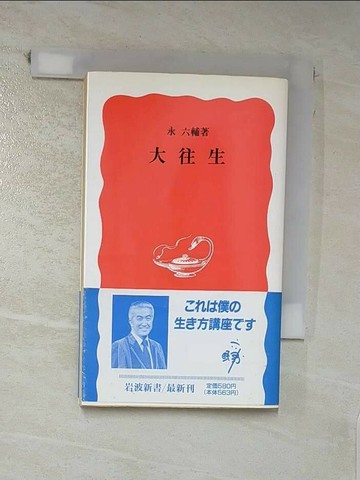 永 六輔著
大往生
これは僕の
生き方講座です
岩波新書/最新刊
定価580円
(本体563円)